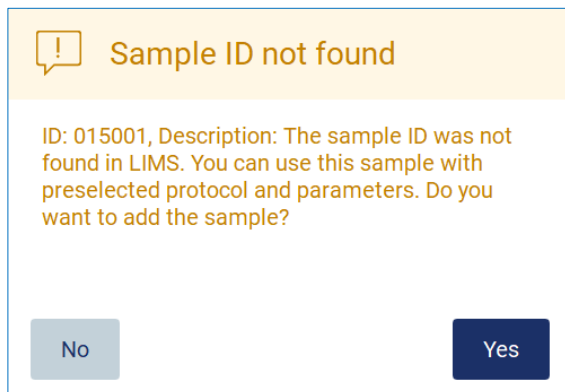 !
Sample ID not found
ID: 015001, Description: The sample ID was not
found in LIMS. You can use this sample with
preselected protocol and parameters. Do you
want to add the sample?
No
Yes